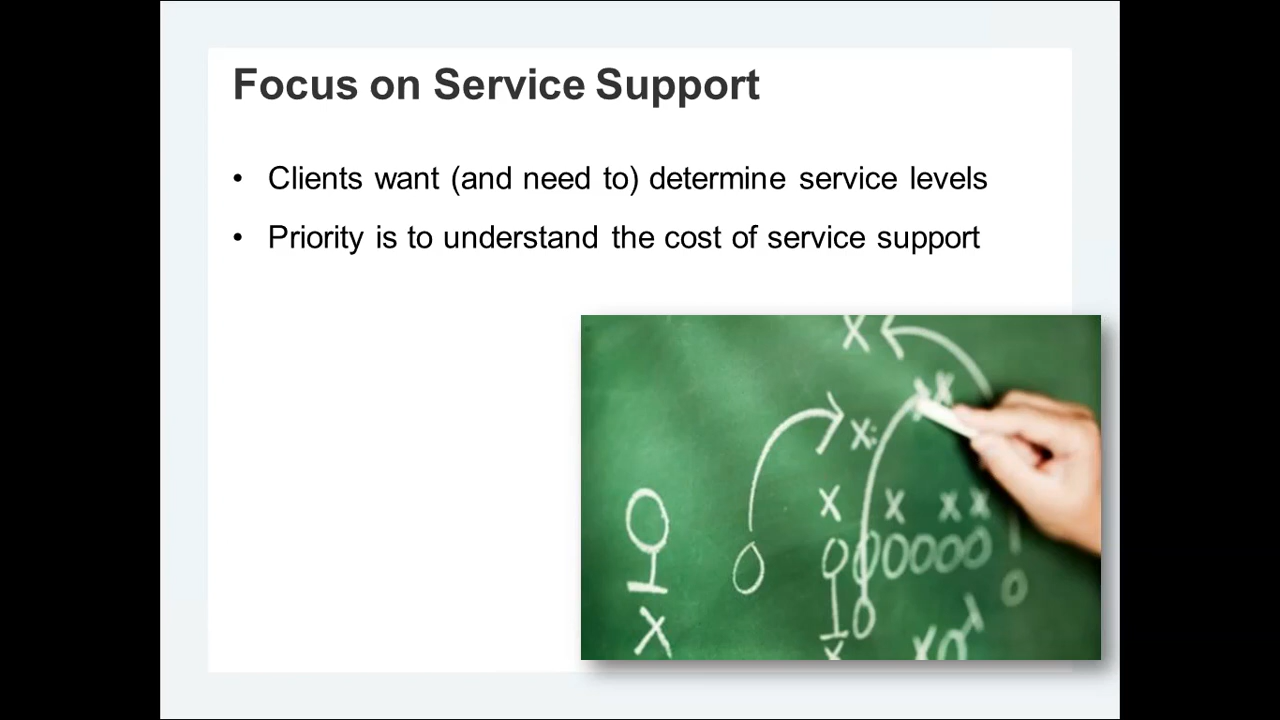 Focus on Service Support
• Clients want (and need to) determine service levels
• Priority is to understand the cost of service support